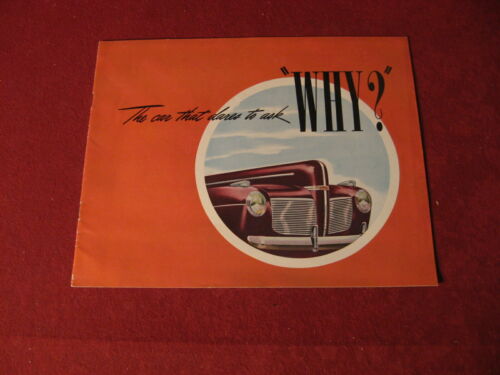 The car that dares to ask "WHY?"